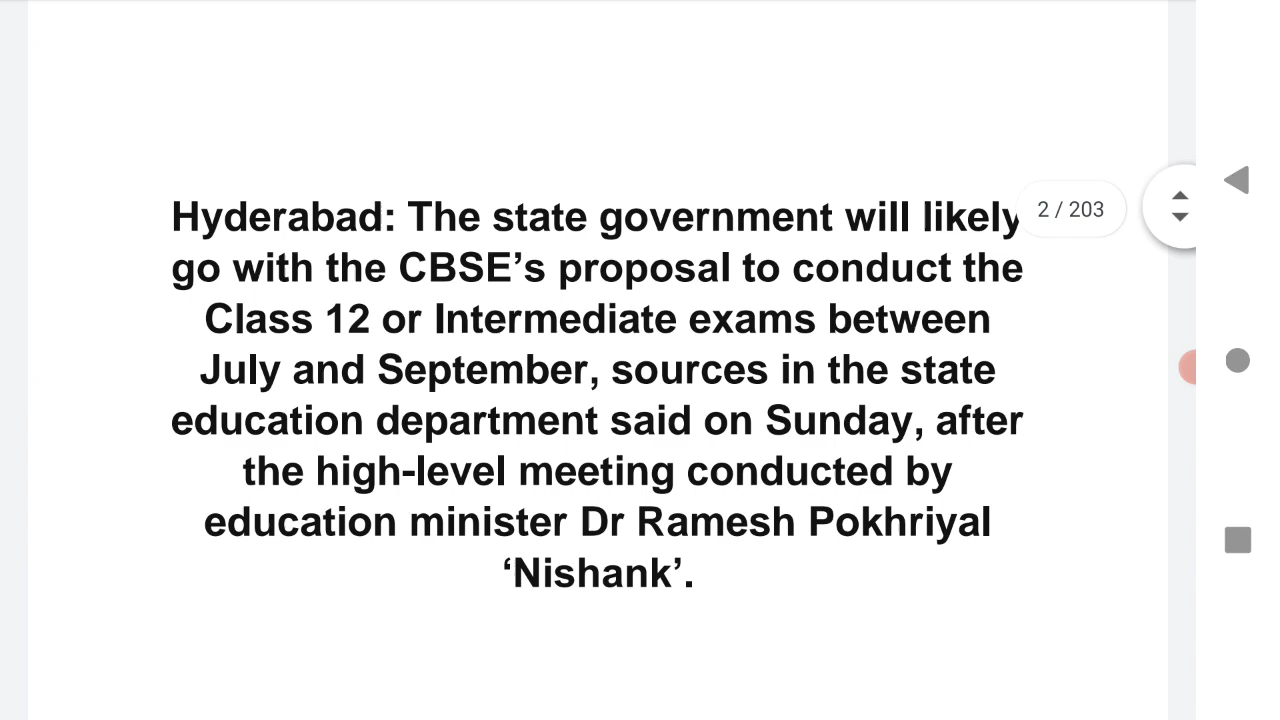 Hyderabad: The state government will likely
2 / 203
go with the CBSE’s proposal to conduct the
Class 12 or Intermediate exams between
July and September, sources in the state
education department said on Sunday, after
the high-level meeting conducted by
education minister Dr Ramesh Pokhriyal
‘Nishank’.